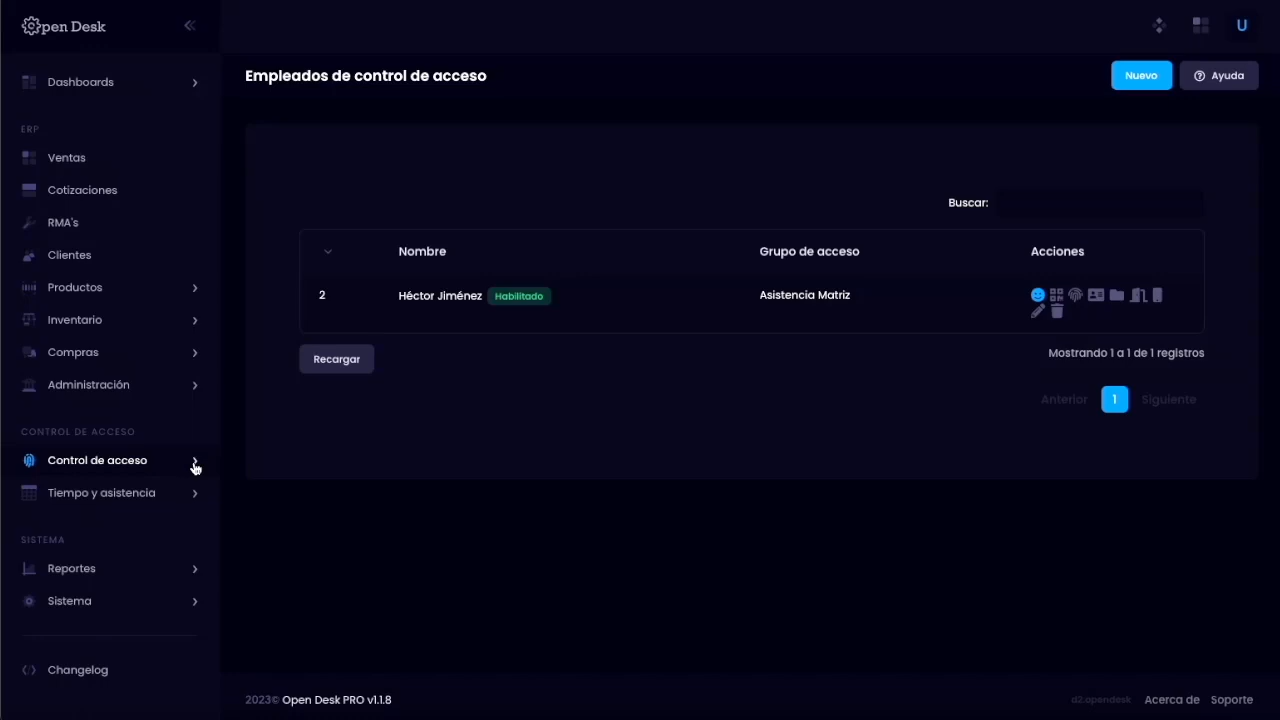 Open Desk
U
Dashboards
Empleados de control de acceso
Nuevo
Ayuda
ERP
Ventas
Cotizaciones
RMA's
Clientes
Productos
Inventario
Compras
Administración
CONTROL DE ACCESO
Control de acceso
Tiempo y asistencia
SISTEMA
Reportes
Sistema
Changelog
Buscar:
Nombre Grupo de acceso Acciones
2 Héctor Jiménez Habilitado Asistencia Matriz
Recargar
Mostrando 1 a 1 de 1 registros
Anterior 1 Siguiente
2023© Open Desk PRO v1.1.8
d2.opendesk Acerca de Soporte